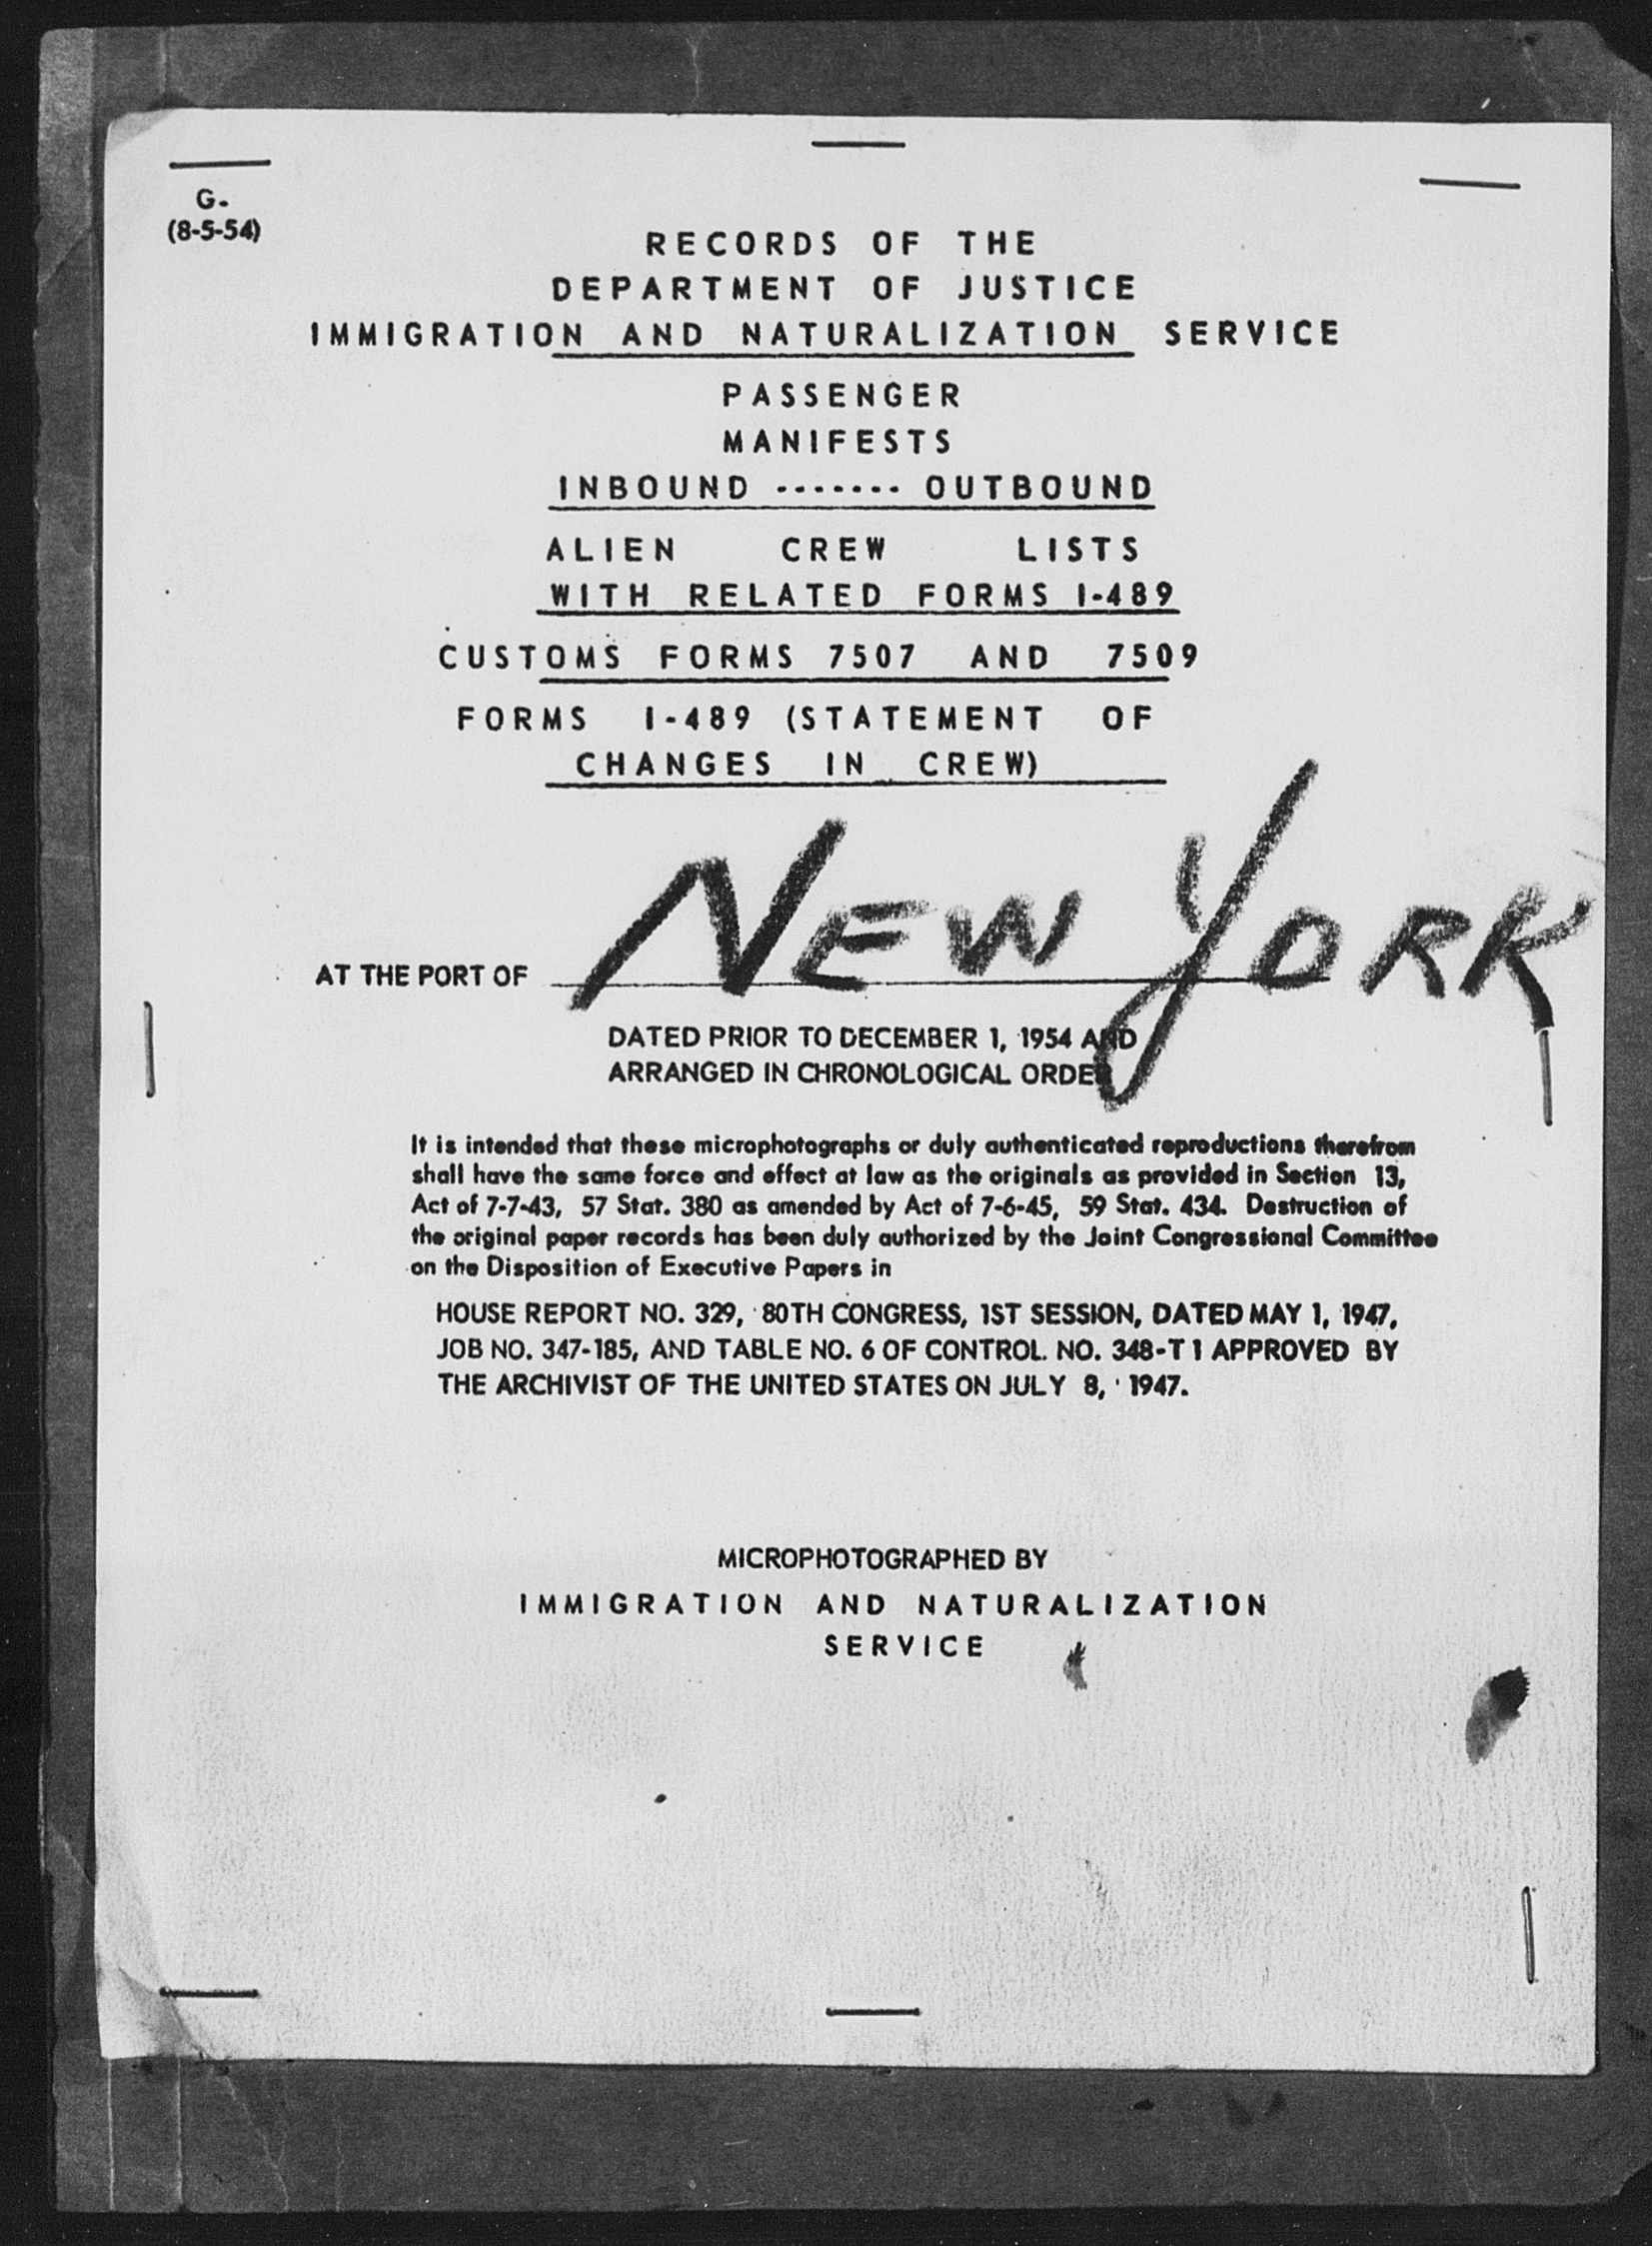 G.
(8-5-54)
RECORDS OF THE
DEPARTMENT OF JUSTICE
IMMIGRATION AND NATURALIZATION SERVICE
PASSENGER
MANIFESTS
INBOUND ------- OUTBOUND
ALIEN CREW LISTS
WITH RELATED FORMS I-489
CUSTOMS FORMS 7507 AND 7509
FORMS I-489 (STATEMENT OF
CHANGES IN CREW)
AT THE PORT OF NEW YORK
DATED PRIOR TO DECEMBER 1, 1954 AND
ARRANGED IN CHRONOLOGICAL ORDER
It is intended that these microphotographs or duly authenticated reproductions therefrom
shall have the same force and effect at law as the originals as provided in Section 13,
Act of 7-7-43, 57 Stat. 380 as amended by Act of 7-6-45, 59 Stat. 434. Destruction of
the original paper records has been duly authorized by the Joint Congressional Committee
on the Disposition of Executive Papers in
HOUSE REPORT NO. 329, 80TH CONGRESS, 1ST SESSION, DATED MAY 1, 1947,
JOB NO. 347-185, AND TABLE NO. 6 OF CONTROL NO. 348-T1 APPROVED BY
THE ARCHIVIST OF THE UNITED STATES ON JULY 8, 1947.
MICROPHOTOGRAPHED BY
IMMIGRATION AND NATURALIZATION
SERVICE